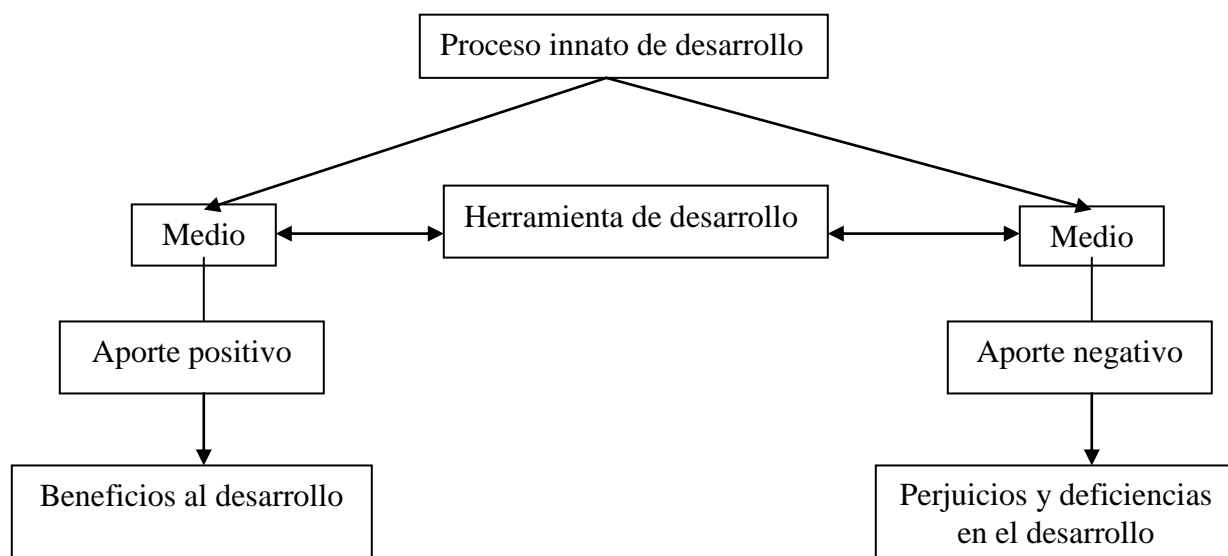 Proceso innato de desarrollo
Herramienta de desarrollo
Medio
Medio
Aporte positivo
Aporte negativo
Beneficios al desarrollo
Perjuicios y deficiencias
en el desarrollo